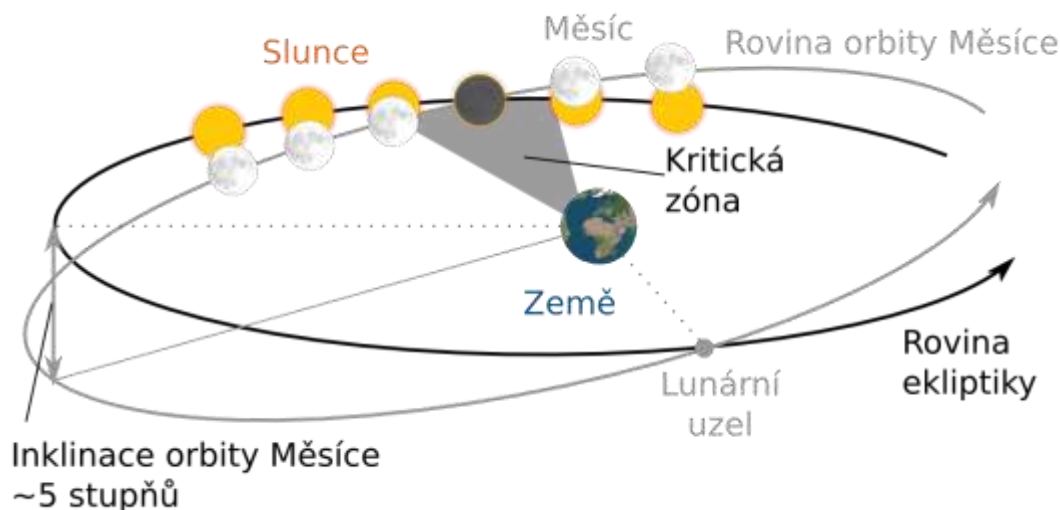 Měsíc
Rovina orbity Měsíce
Slunce
Kritická
zóna
Země
Rovina
ekliptiky
Lunární
uzel
Inklinace orbity Měsíce
~5 stupňů